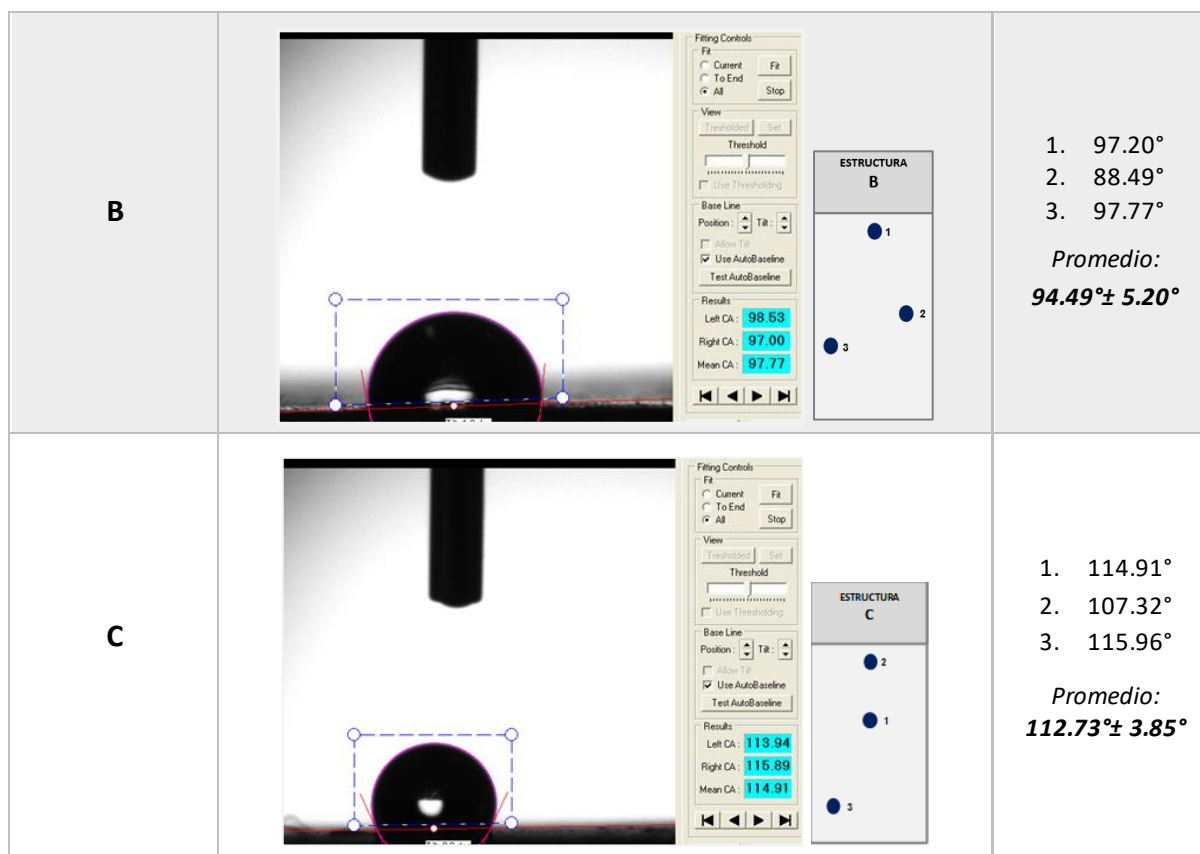 B
Fitting Controls
Fit
Current
Fit
To End
All
Stop
View
Tresholded
Set
Threshold
Use Thresholding
Base Line
Position :
Tilt :
Allow Tilt
Use AutoBaseline
Test AutoBaseline
Results
Left CA : 98.53
Right CA : 97.00
Mean CA : 97.77
ESTRUCTURA
B
1
2
3
1. 97.20°
2. 88.49°
3. 97.77°
Promedio:
94.49°± 5.20°
C
Fitting Controls
Fit
Current
Fit
To End
All
Stop
View
Tresholded
Set
Threshold
Use Thresholding
Base Line
Position :
Tilt :
Allow Tilt
Use AutoBaseline
Test AutoBaseline
Results
Left CA : 113.94
Right CA : 115.89
Mean CA : 114.91
ESTRUCTURA
C
2
1
3
1. 114.91°
2. 107.32°
3. 115.96°
Promedio:
112.73°± 3.85°